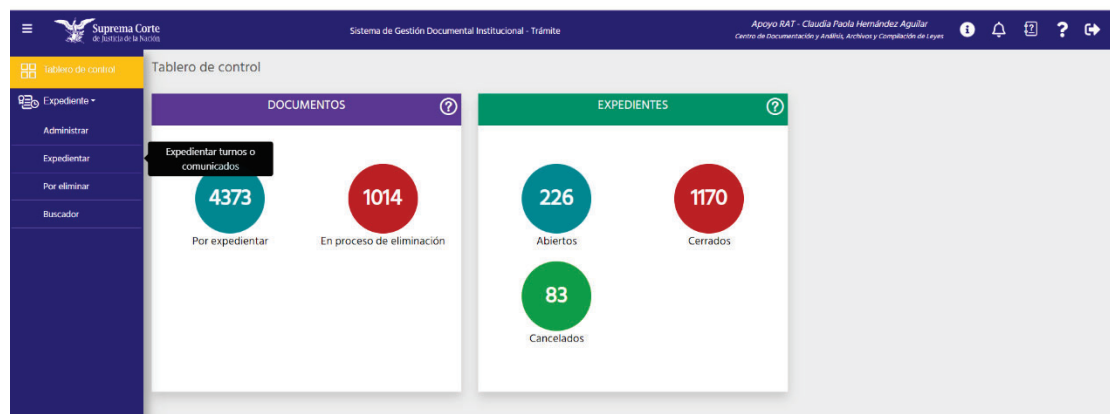 Suprema Corte
de Justicia de la Nación
Sistema de Gestión Documental Institucional - Trámite
Apoyo RAT - Claudia Paola Hernández Aguilar
Centro de Documentación y Análisis, Archivos y Compilación de Leyes
Tablero de control
Tablero de control
Expediente
Administrar
Expedientar
Por eliminar
Buscador
Expedientar turnos o
comunicados
DOCUMENTOS
4373
Por expedientar
1014
En proceso de eliminación
EXPEDIENTES
226
Abiertos
1170
Cerrados
83
Cancelados